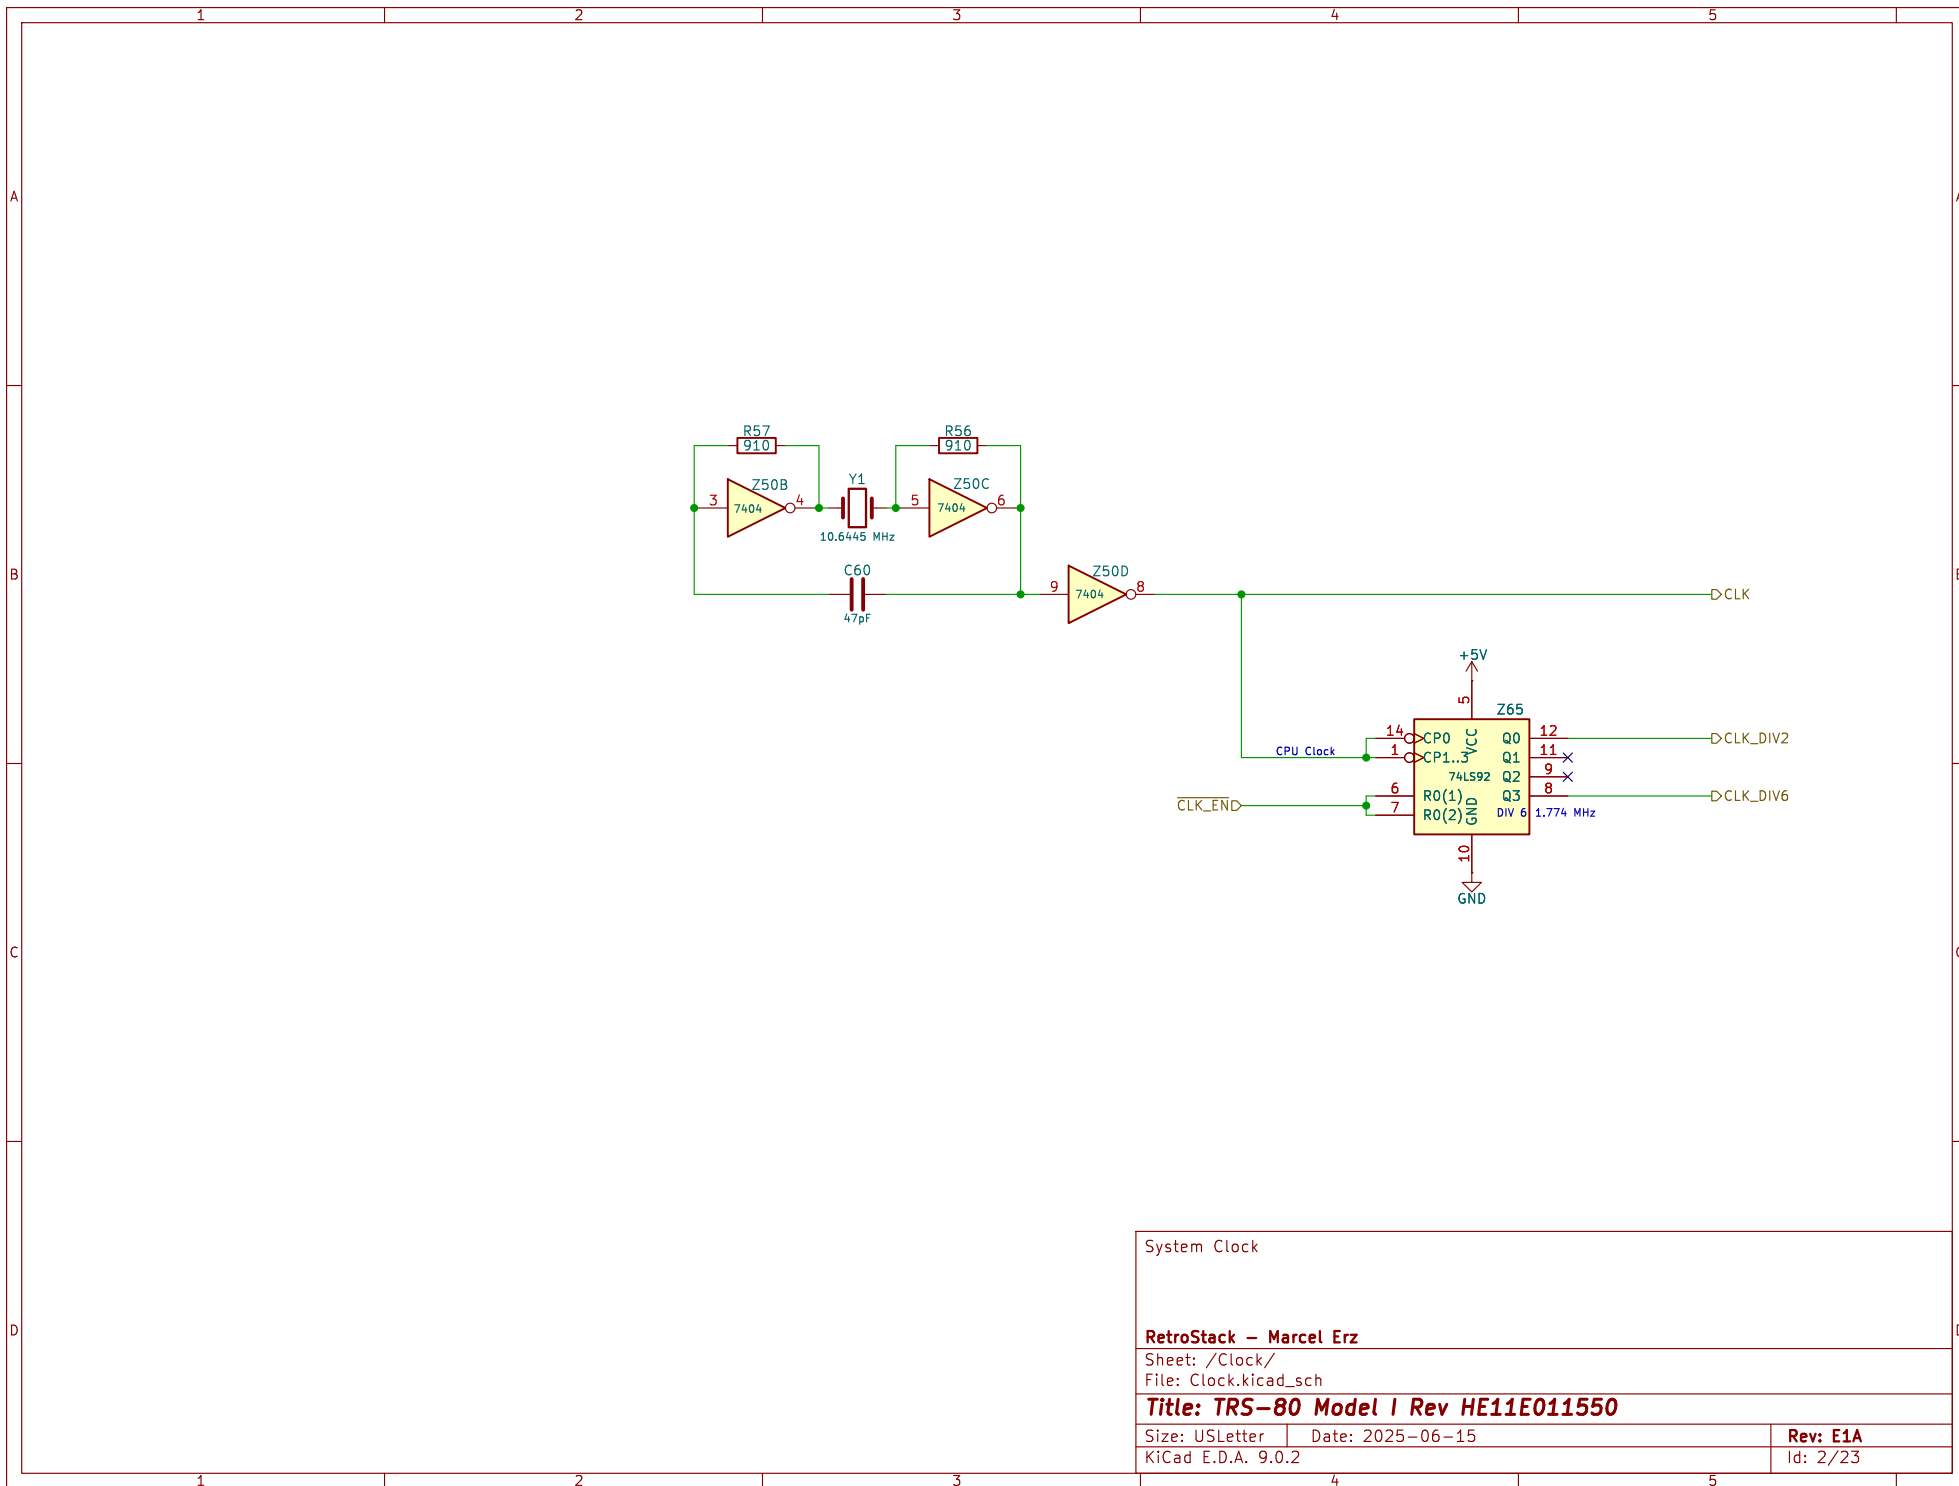 1 2 3 4 5
A
R57 R56
910 910
Y1
Z50B Z50C
3 7404 4 5 7404 6
10.6445 MHz
B
C60
47pF
Z50D
9 7404 8
CLK
+5V
5
Z65
14 CP0 VCC Q0 12 CLK_DIV2
CPU Clock 1 CP1..3 Q1 11
74LS92 Q2 9
6 R0(1) Q3 8 CLK_DIV6
CLK_EN
7 R0(2) GND DIV 6 1.774 MHz
10
GND
C
System Clock
D
RetroStack - Marcel Erz
Sheet: /Clock/
File: Clock.kicad_sch
Title: TRS-80 Model I Rev HE11E011550
Size: USLetter Date: 2025-06-15 Rev: E1A
KiCad E.D.A. 9.0.2 Id: 2/23
1 2 3 4 5